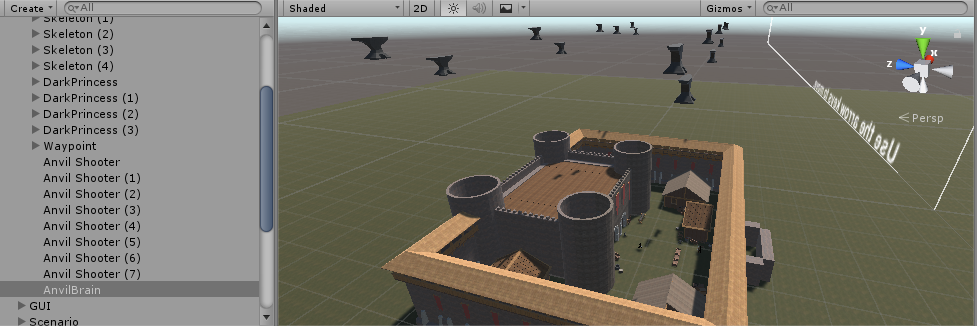 Create
All
Shaded
2D
Gizmos
All
Skeleton (1)
Skeleton (2)
Skeleton (3)
Skeleton (4)
DarkPrincess
DarkPrincess (1)
DarkPrincess (2)
DarkPrincess (3)
Waypoint
Anvil Shooter
Anvil Shooter (1)
Anvil Shooter (2)
Anvil Shooter (3)
Anvil Shooter (4)
Anvil Shooter (5)
Anvil Shooter (6)
Anvil Shooter (7)
AnvilBrain
GUI
Scenario
y
x
z
Persp
Use the arrow keys to